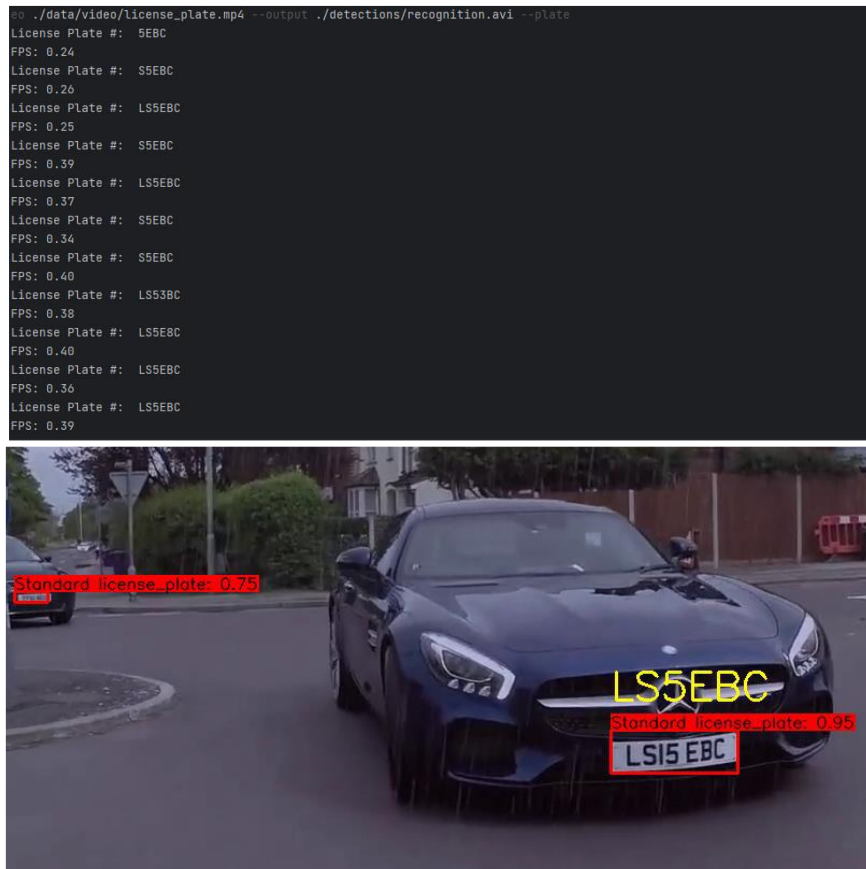 eo ./data/video/license_plate.mp4 --output ./detections/recognition.avi --plate
License Plate #: 5EBC
FPS: 0.24
License Plate #: S5EBC
FPS: 0.26
License Plate #: LS5EBC
FPS: 0.25
License Plate #: S5EBC
FPS: 0.39
License Plate #: LS5EBC
FPS: 0.37
License Plate #: S5EBC
FPS: 0.34
License Plate #: S5EBC
FPS: 0.40
License Plate #: LS53BC
FPS: 0.38
License Plate #: LS5E8C
FPS: 0.40
License Plate #: LS5EBC
FPS: 0.36
License Plate #: LS5EBC
FPS: 0.39
Standard license_plate: 0.75
LS5EBC
Standard license_plate: 0.95
LS15 EBC